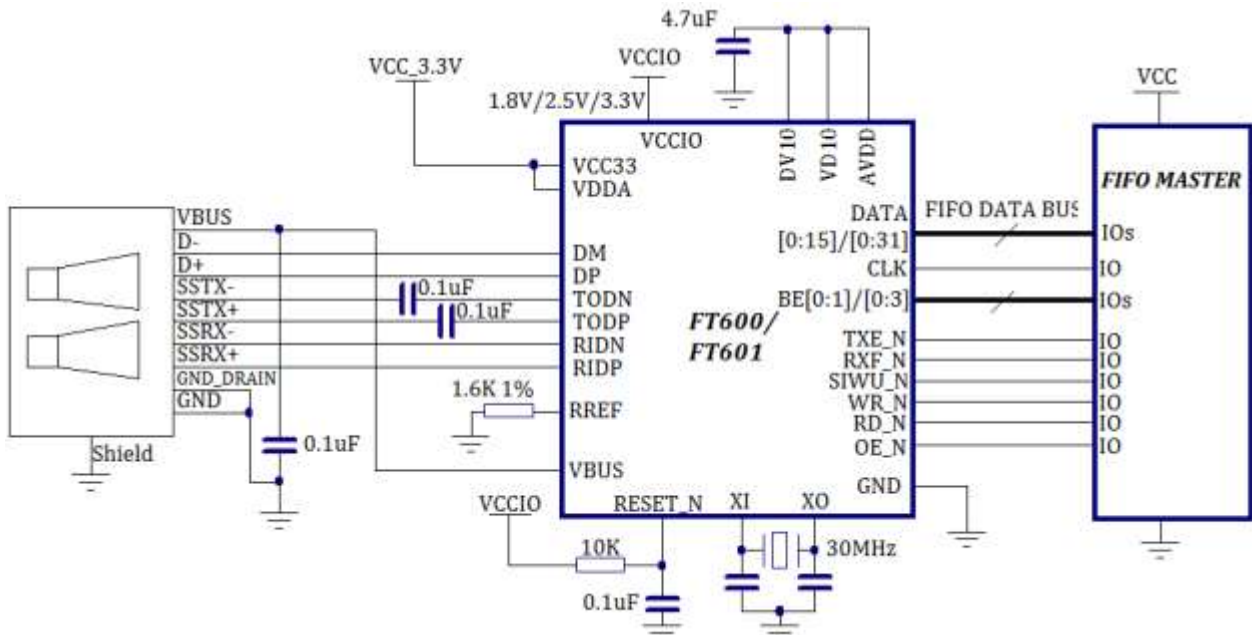 4.7uF
VCCIO
VCC_3.3V
VCC
1.8V/2.5V/3.3V
VCCIO
DV10
VD10
AVDD
VCC33
VDDA
FIFO MASTER
VBUS
DATA
FIFO DATA BUS
[0:15]/[0:31]
IOs
D-
DM
CLK
IO
D+
DP
SSTX-
0.1uF
TODN
BE[0:1]/[0:3]
IOs
SSTX+
0.1uF
TODP
FT600/
FT601
SSRX-
RIDN
TXE_N
IO
SSRX+
RIDP
RXF_N
IO
GND_DRAIN
SIWU_N
IO
GND
1.6K 1%
RREF
WR_N
IO
RD_N
IO
Shield
0.1uF
OE_N
IO
VBUS
GND
VCCIO
RESET_N
XI
XO
10K
30MHz
0.1uF